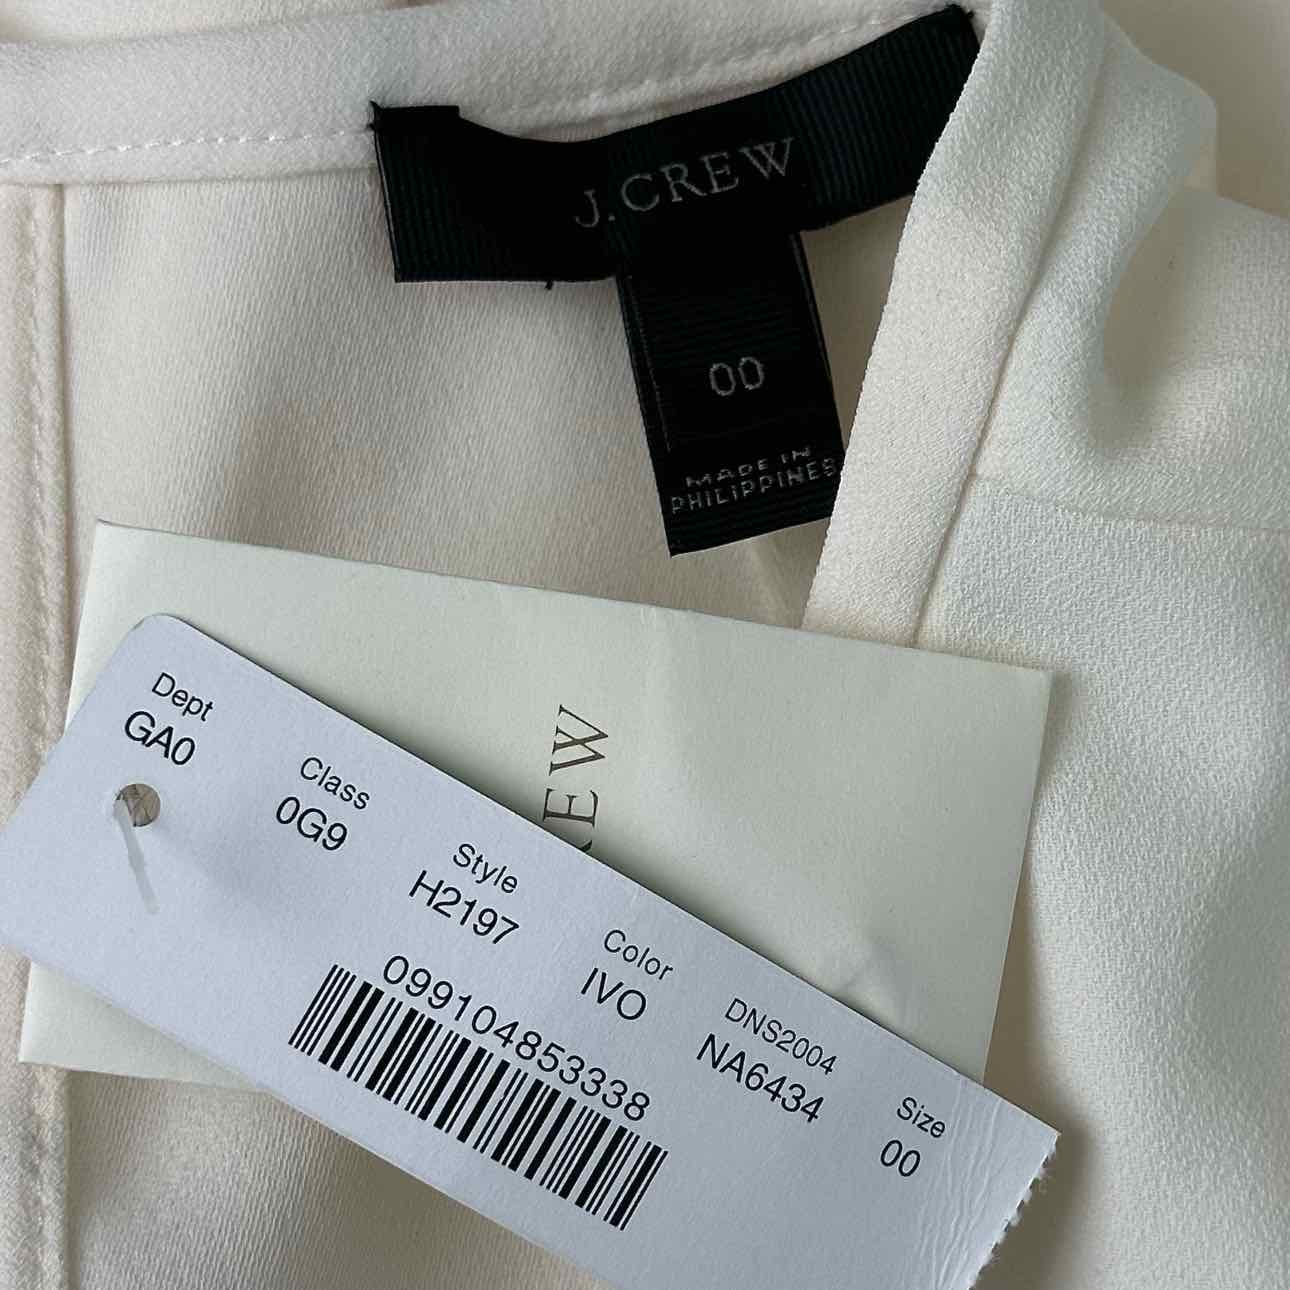 J.CREW
00
MADE IN
PHILIPPINES
Dept
GA0
Class
0G9
Style
H2197
Color
IVO
DNS2004
NA6434
Size
00
099104853338